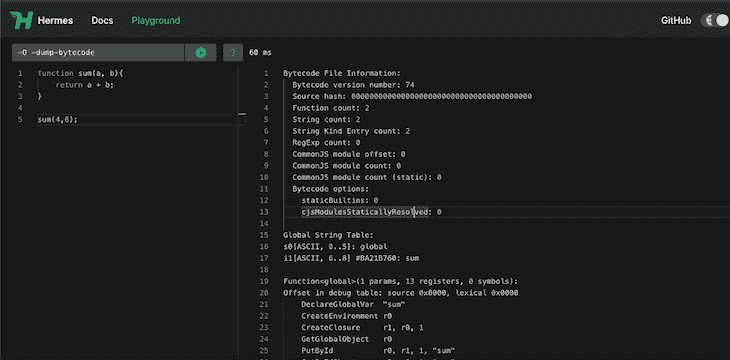 Hermes Docs Playground GitHub
-O -dump-bytecode ? 60 ms
1 function sum(a, b){
2 return a + b;
3 }
4
5 sum(4,6);
1 Bytecode File Information:
2 Bytecode version number: 74
3 Source hash: 0000000000000000000000000000000000000000
4 Function count: 2
5 String count: 2
6 String Kind Entry count: 2
7 RegExp count: 0
8 CommonJS module offset: 0
9 CommonJS module count: 0
10 CommonJS module count (static): 0
11 Bytecode options:
12 staticBuiltins: 0
13 cjsModulesStaticallyResolved: 0
14
15 Global String Table:
16 s0[ASCII, 0..5]: global
17 i1[ASCII, 6..8] #BA21B760: sum
18
19 Function<global>(1 params, 13 registers, 0 symbols):
20 Offset in debug table: source 0x0000, lexical 0x0000
21 DeclareGlobalVar "sum"
22 CreateEnvironment r0
23 CreateClosure r1, r0, 1
24 GetGlobalObject r0
25 PutById r0, r1, 1, "sum"